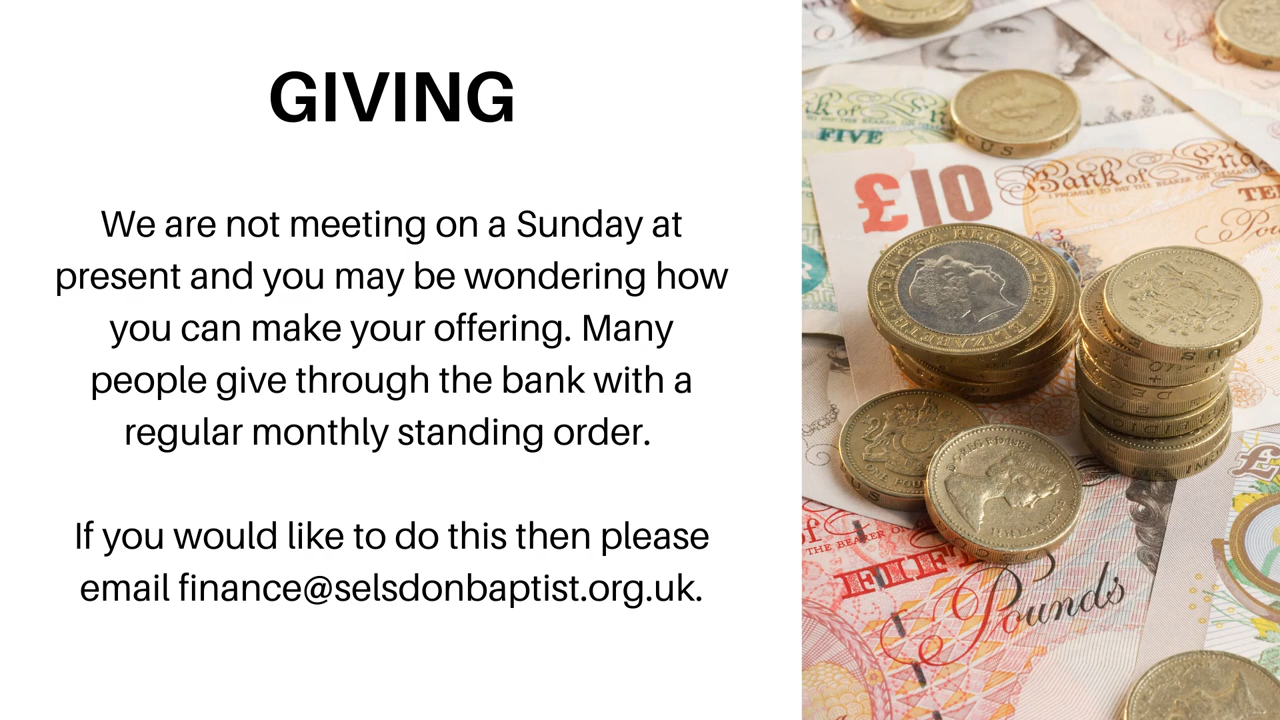 GIVING
We are not meeting on a Sunday at
present and you may be wondering how
you can make your offering. Many
people give through the bank with a
regular monthly standing order.
If you would like to do this then please
email finance@selsdonbaptist.org.uk.
FIVE
£10
Bank of
Pounds